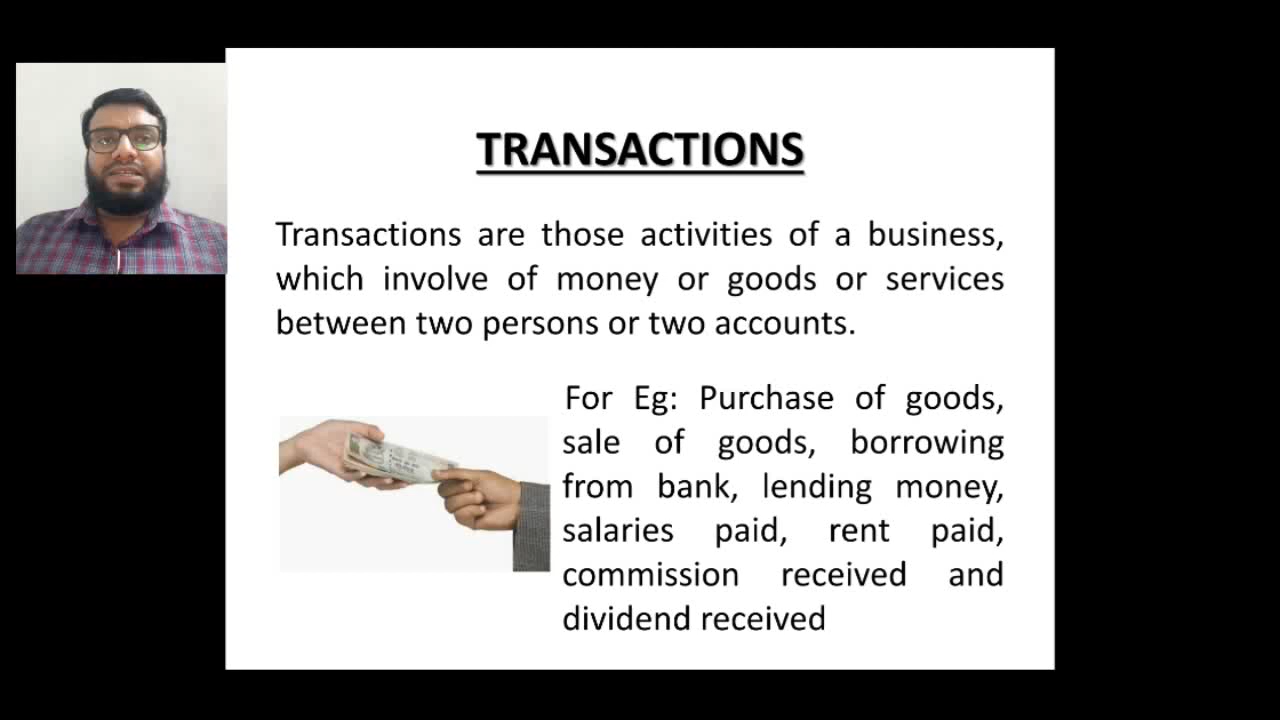 TRANSACTIONS
Transactions are those activities of a business,
which involve of money or goods or services
between two persons or two accounts.
For Eg: Purchase of goods,
sale of goods, borrowing
from bank, lending money,
salaries paid, rent paid,
commission received and
dividend received